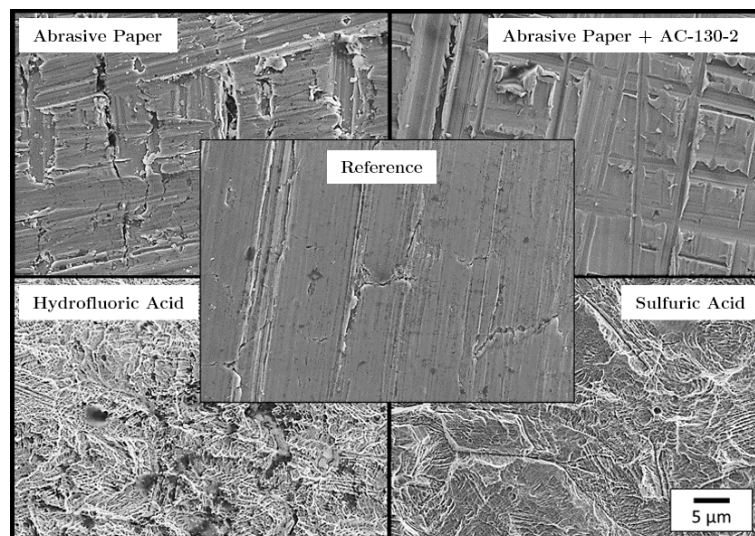 Abrasive Paper
Abrasive Paper + AC-130-2
Reference
Hydrofluoric Acid
Sulfuric Acid
5 μm